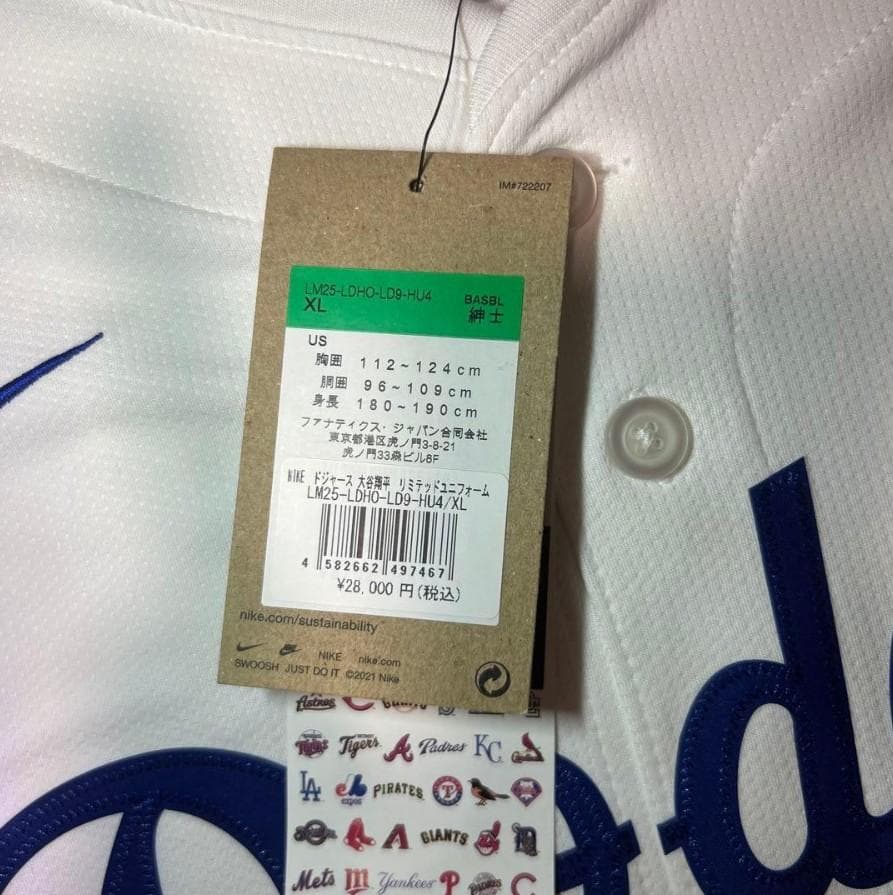 IM#722207
LM25-LDHO-LD9-HU4
XL
BASBL
紳士
US
胸囲 112~124cm
胴囲 96~109cm
身長 180~190cm
ファナティクス・ジャパン合同会社
東京都港区虎ノ門3-8-21
虎ノ門33森ビル8F
NIKE ドジャース 大谷翔平 リミテッドユニフォーム
LM25-LDHO-LD9-HU4/XL
4 582662 497467
¥28,000 円(税込)
nike.com/sustainability
NIKE nike.com
SWOOSH JUST DO IT ©2021 Nike
Astros GIANTS
Twins Tigers A Padres KC
LA expos PIRATES T
A GIANTS D
Mets m Yankees P Padres C
Dod